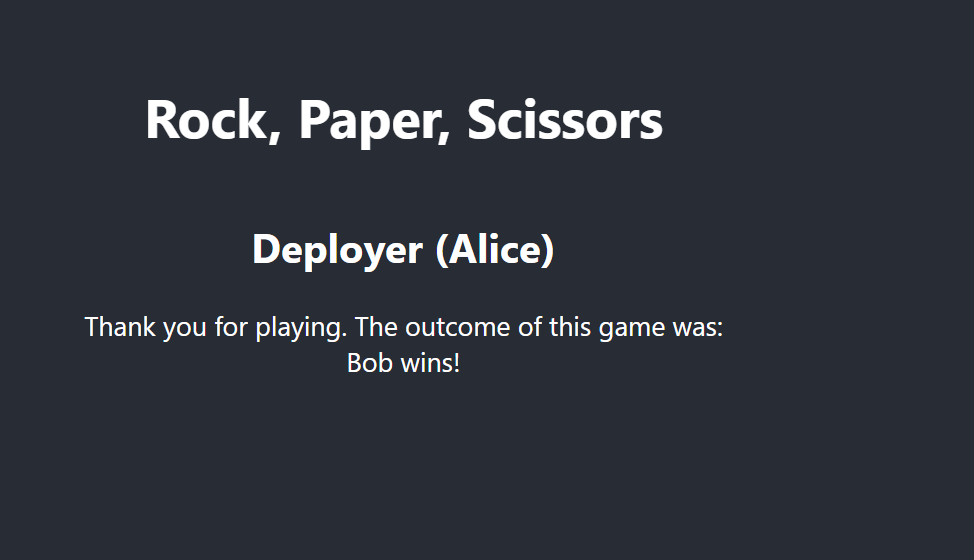 Rock, Paper, Scissors
Deployer (Alice)
Thank you for playing. The outcome of this game was:
Bob wins!